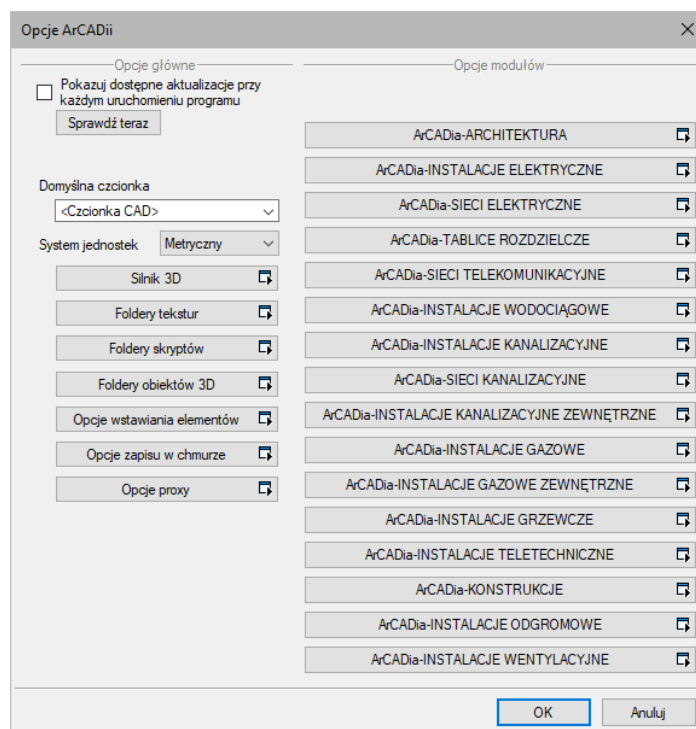 Opcje ArCADii
Opcje główne
Pokazuj dostępne aktualizacje przy
każdym uruchomieniu programu
Sprawdź teraz
Domyślna czcionka
<Czcionka CAD>
System jednostek
Metryczny
Silnik 3D
Foldery tekstur
Foldery skryptów
Foldery obiektów 3D
Opcje wstawiania elementów
Opcje zapisu w chmurze
Opcje proxy
Opcje modułów
ArCADia-ARCHITEKTURA
ArCADia-INSTALACJE ELEKTRYCZNE
ArCADia-SIECI ELEKTRYCZNE
ArCADia-TABLICE ROZDZIELCZE
ArCADia-SIECI TELEKOMUNIKACYJNE
ArCADia-INSTALACJE WODOCIĄGOWE
ArCADia-INSTALACJE KANALIZACYJNE
ArCADia-SIECI KANALIZACYJNE
ArCADia-INSTALACJE KANALIZACYJNE ZEWNĘTRZNE
ArCADia-INSTALACJE GAZOWE
ArCADia-INSTALACJE GAZOWE ZEWNĘTRZNE
ArCADia-INSTALACJE GRZEWCZE
ArCADia-INSTALACJE TELETECHNICZNE
ArCADia-KONSTRUKCJE
ArCADia-INSTALACJE ODGROMOWE
ArCADia-INSTALACJE WENTYLACYJNE
OK
Anuluj